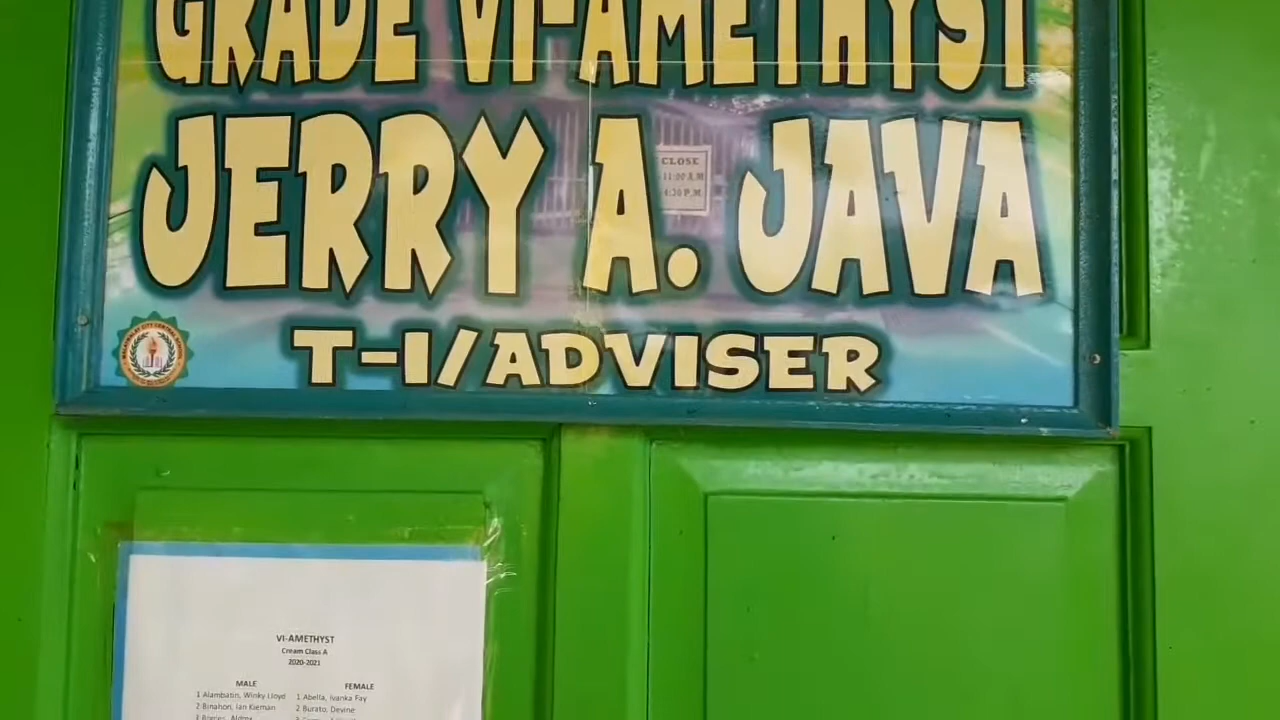 GRADE VI-AMETHYST
JERRY A. JAVA
CLOSE
11:00 A.M
4:30 P.M.
T-I/ADVISER
VI-AMETHYST
Cream Class A
2020-2021
MALE FEMALE
1 Alambatin, Winky Lloyd 1 Abella, Ivanka Fay
2 Binahon, Ian Kieman 2 Burato, Devine